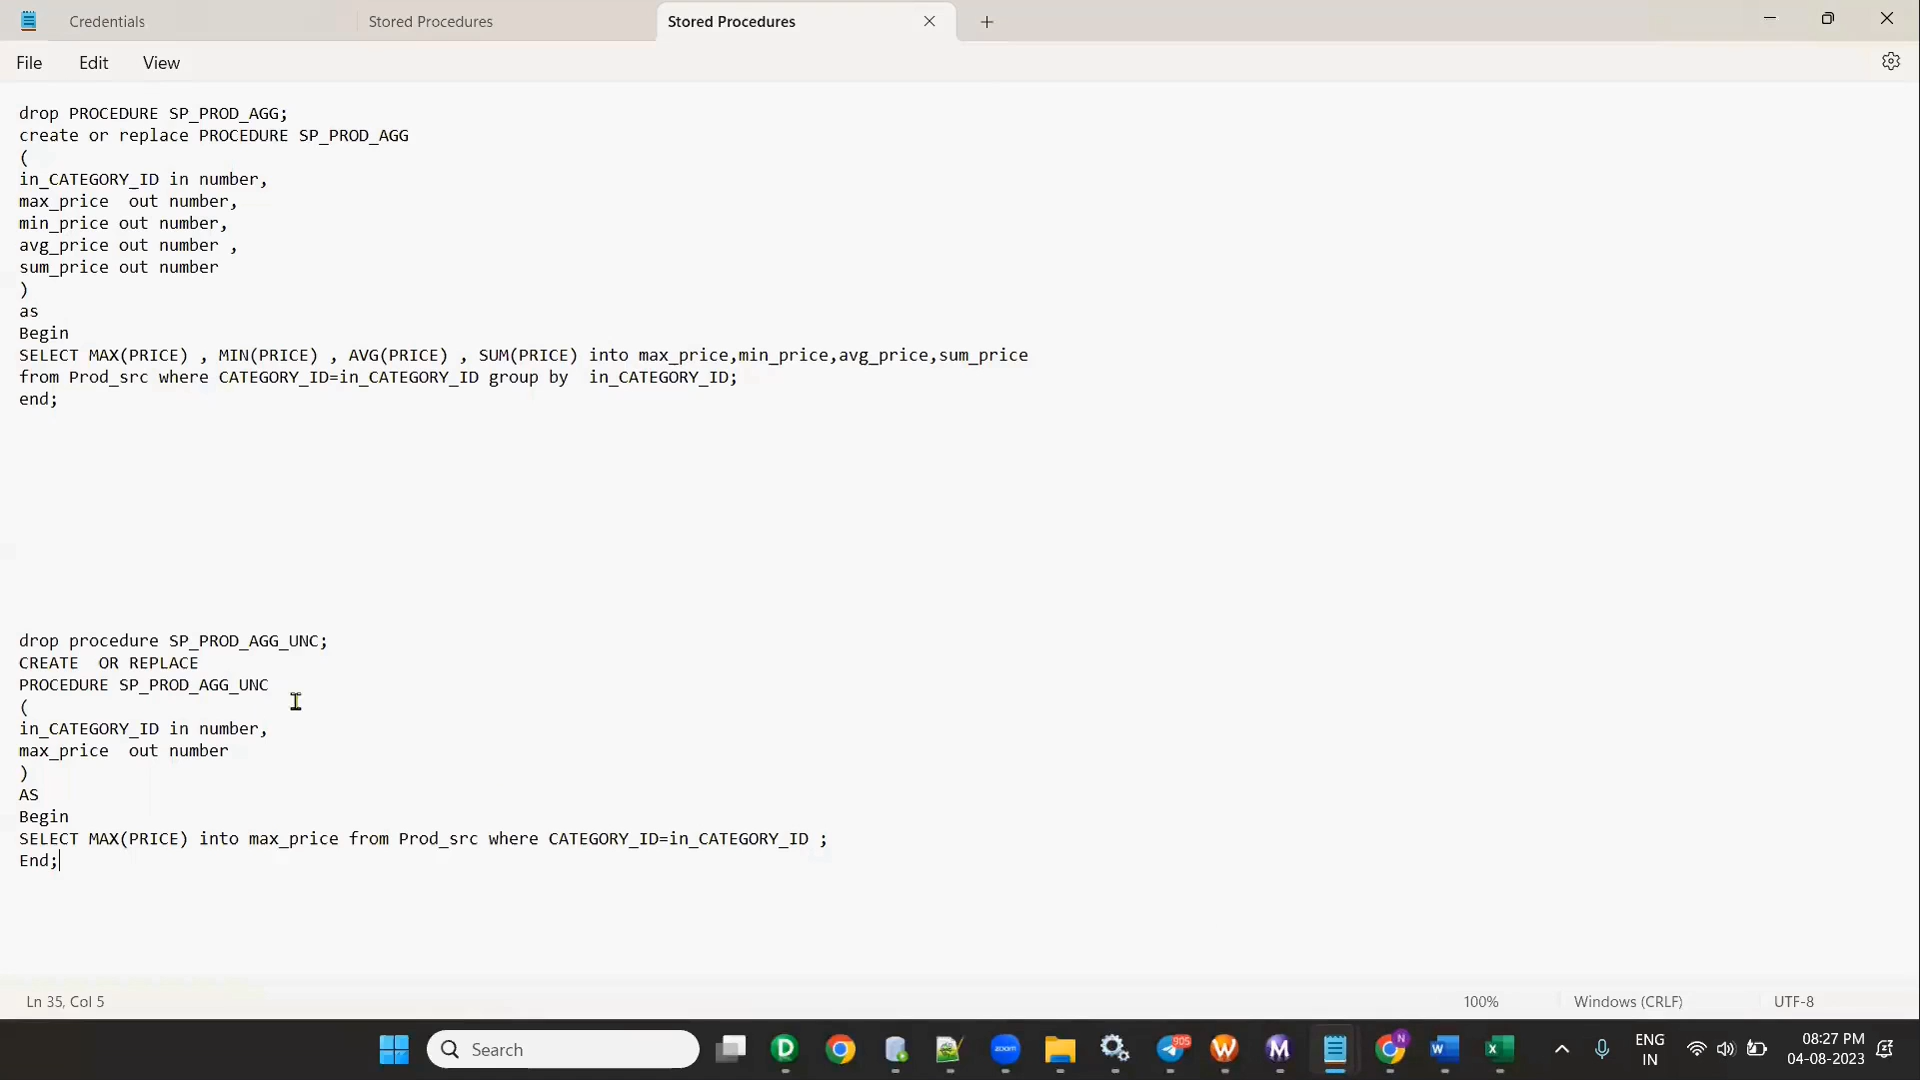 Credentials
Stored Procedures
Stored Procedures
File Edit View
drop PROCEDURE SP_PROD_AGG;
create or replace PROCEDURE SP_PROD_AGG
(
in_CATEGORY_ID in number,
max_price  out number,
min_price out number,
avg_price out number ,
sum_price out number
)
as
Begin
SELECT MAX(PRICE) , MIN(PRICE) , AVG(PRICE) , SUM(PRICE) into max_price,min_price,avg_price,sum_price
from Prod_src where CATEGORY_ID=in_CATEGORY_ID group by  in_CATEGORY_ID;
end;
drop procedure SP_PROD_AGG_UNC;
CREATE  OR REPLACE
PROCEDURE SP_PROD_AGG_UNC
(
in_CATEGORY_ID in number,
max_price  out number
)
AS
Begin
SELECT MAX(PRICE) into max_price from Prod_src where CATEGORY_ID=in_CATEGORY_ID ;
End;
Ln 35, Col 5
100%
Windows (CRLF)
UTF-8
Search
D
905
zoom
W
M
N
W
X
ENG
IN
08:27 PM
04-08-2023